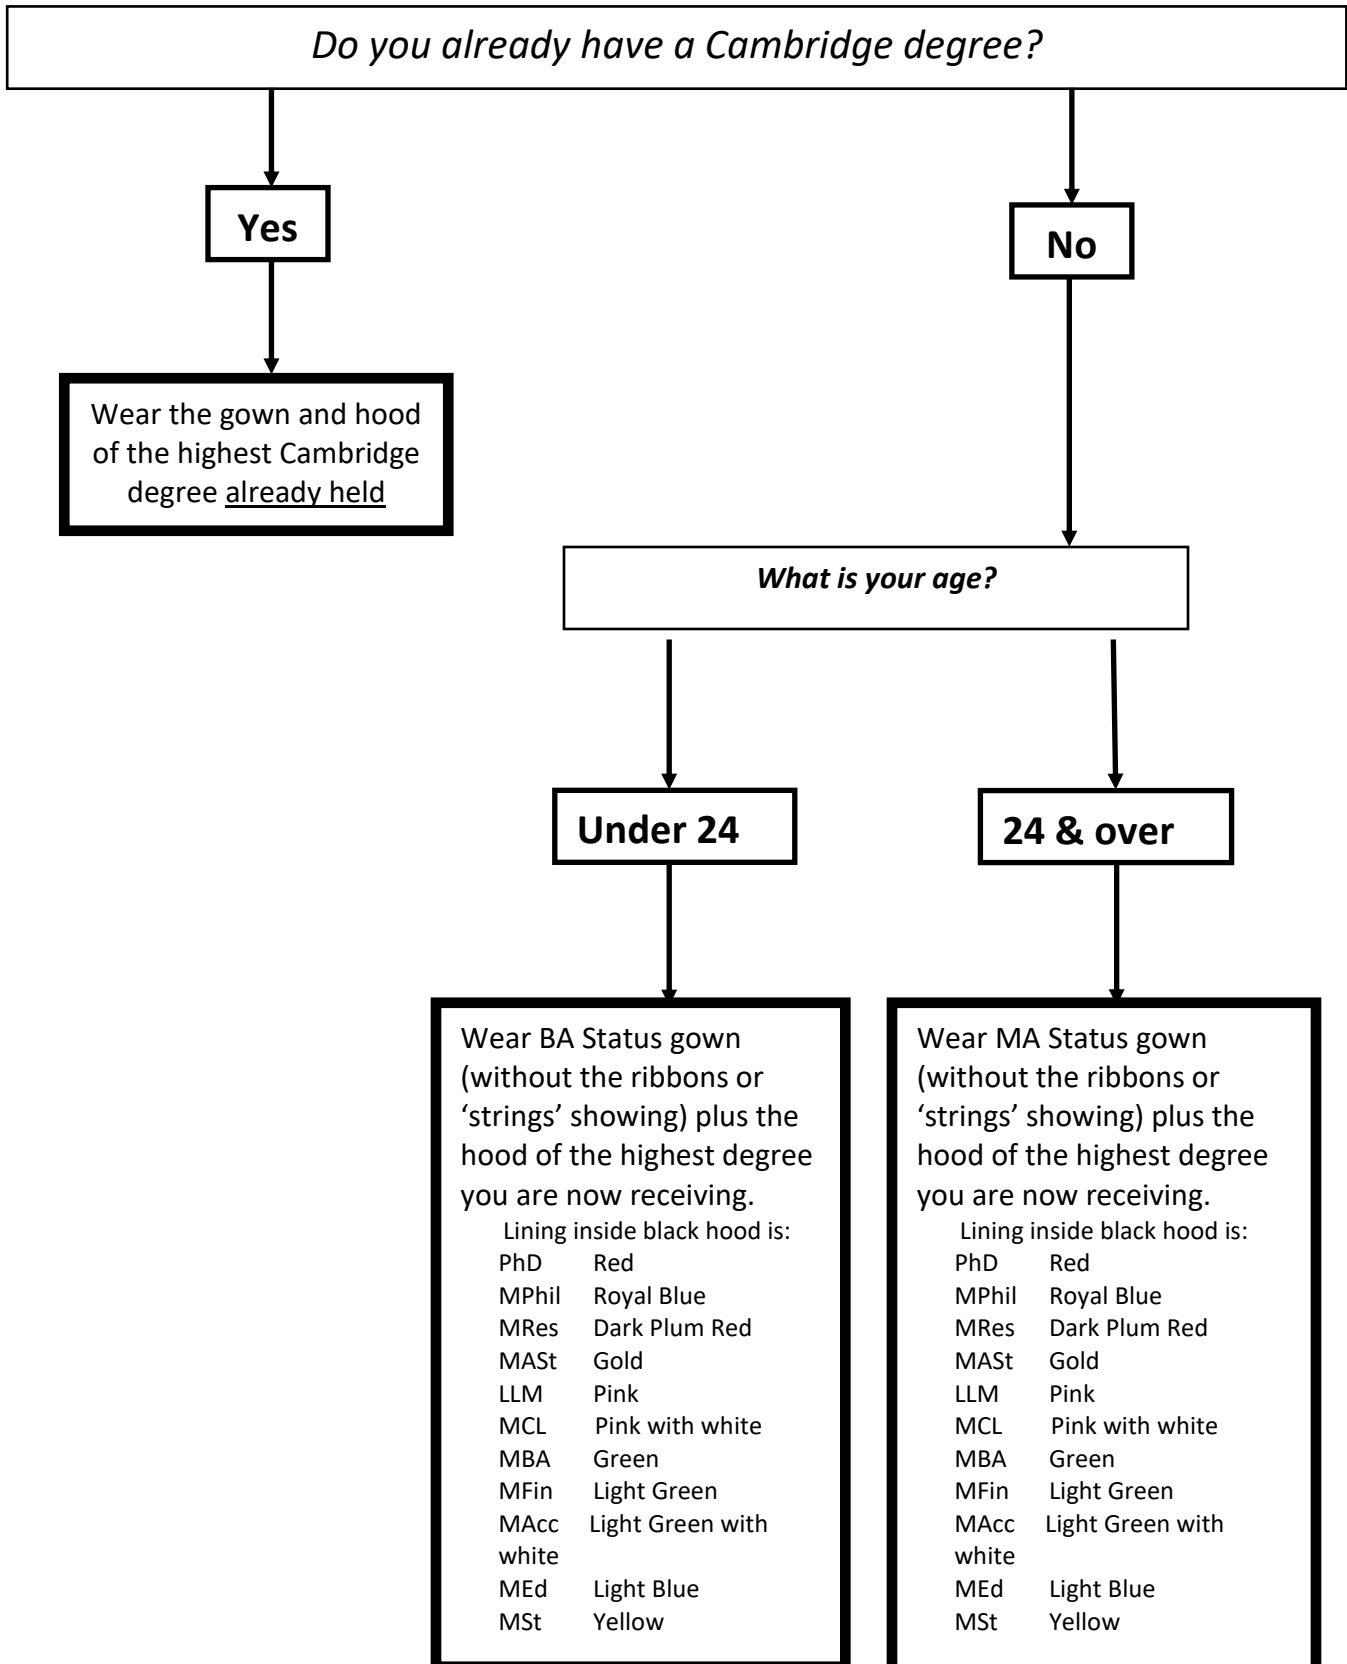 Do you already have a Cambridge degree?
Yes
No
Wear the gown and hood
of the highest Cambridge
degree already held
What is your age?
Under 24
24 & over
Wear BA Status gown
(without the ribbons or
‘strings’ showing) plus the
hood of the highest degree
you are now receiving.
Lining inside black hood is:
PhD Red
MPhil Royal Blue
MRes Dark Plum Red
MASt Gold
LLM Pink
MCL Pink with white
MBA Green
MFin Light Green
MAcc Light Green with
white
MEd Light Blue
MSt Yellow
Wear MA Status gown
(without the ribbons or
‘strings’ showing) plus the
hood of the highest degree
you are now receiving.
Lining inside black hood is:
PhD Red
MPhil Royal Blue
MRes Dark Plum Red
MASt Gold
LLM Pink
MCL Pink with white
MBA Green
MFin Light Green
MAcc Light Green with
white
MEd Light Blue
MSt Yellow